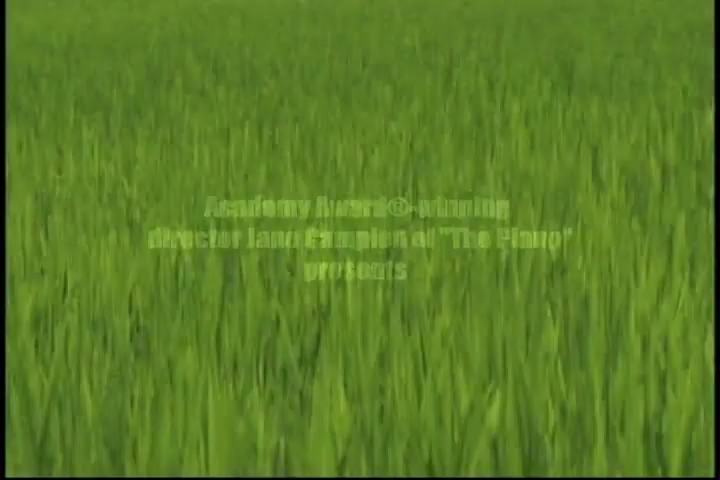 Academy Award®-winning
director Jane Campion of "The Piano"
presents